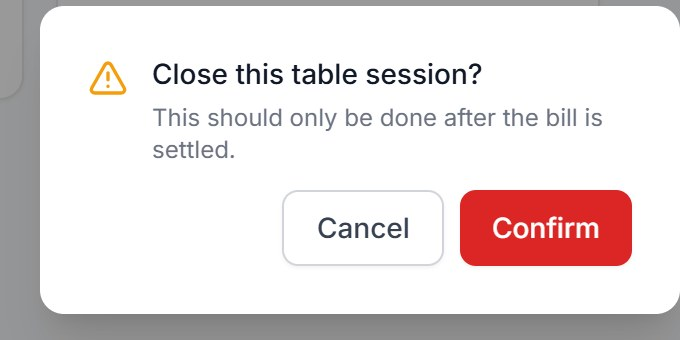 Close this table session?
This should only be done after the bill is
settled.
Cancel
Confirm